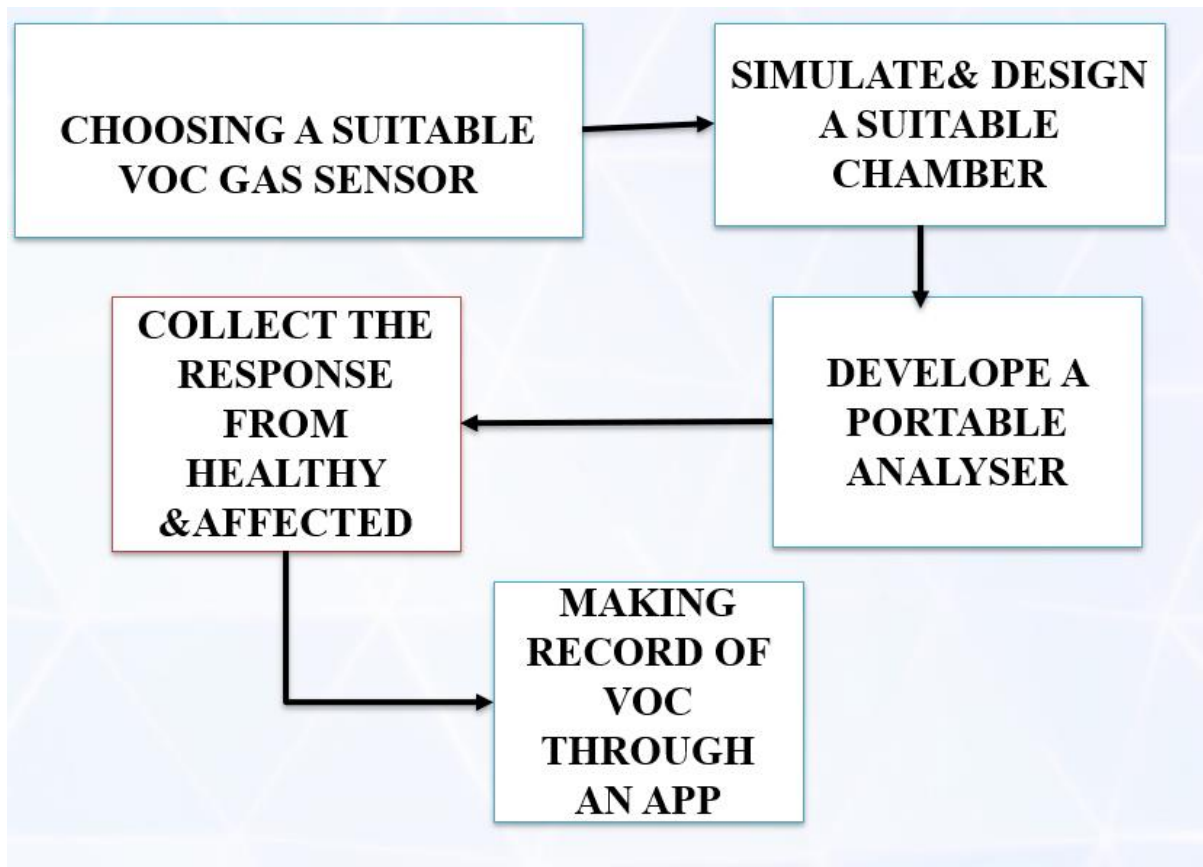 CHOOSING A SUITABLE
VOC GAS SENSOR
SIMULATE& DESIGN
A SUITABLE
CHAMBER
DEVELOPE A
PORTABLE
ANALYSER
COLLECT THE
RESPONSE
FROM
HEALTHY
&AFFECTED
MAKING
RECORD OF
VOC
THROUGH
AN APP